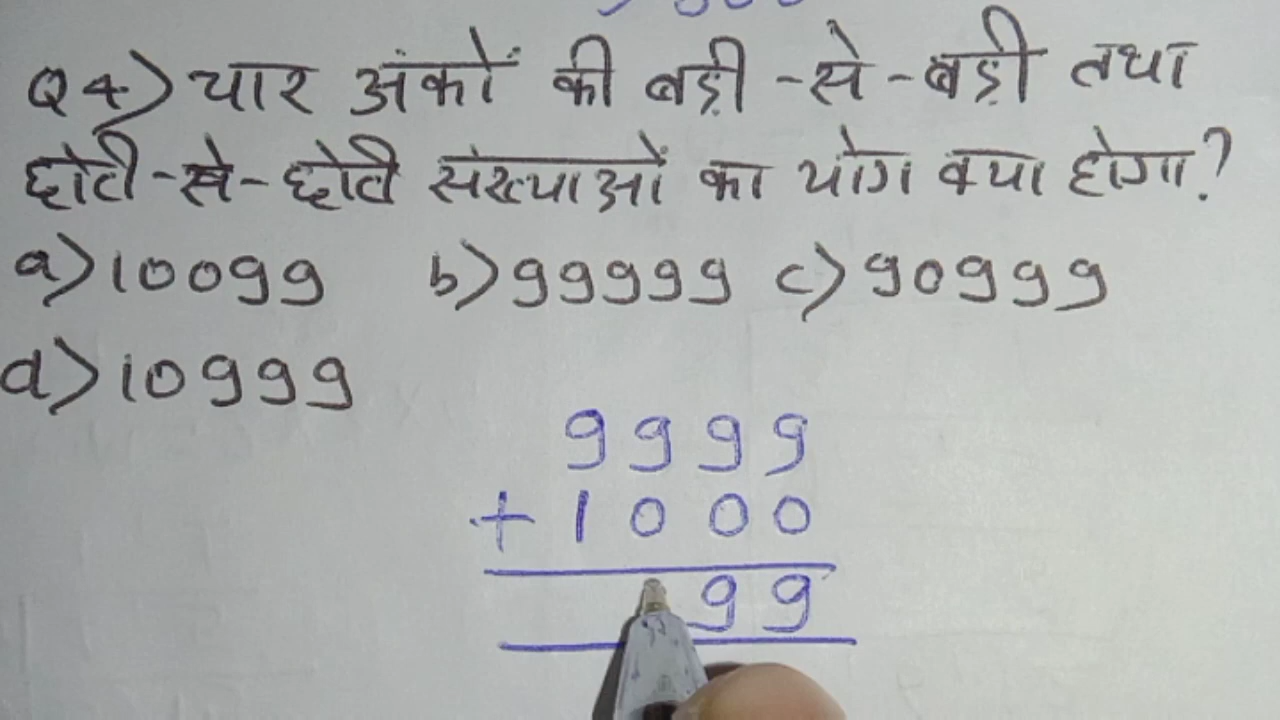 Q4) चार अंकों की बड़ी-से-बड़ी तथा
छोटी-से-छोटी संख्याओं का योग क्या होगा?
a) 10099 b) 99999 c) 90999
d) 10999
9999
+1000
99